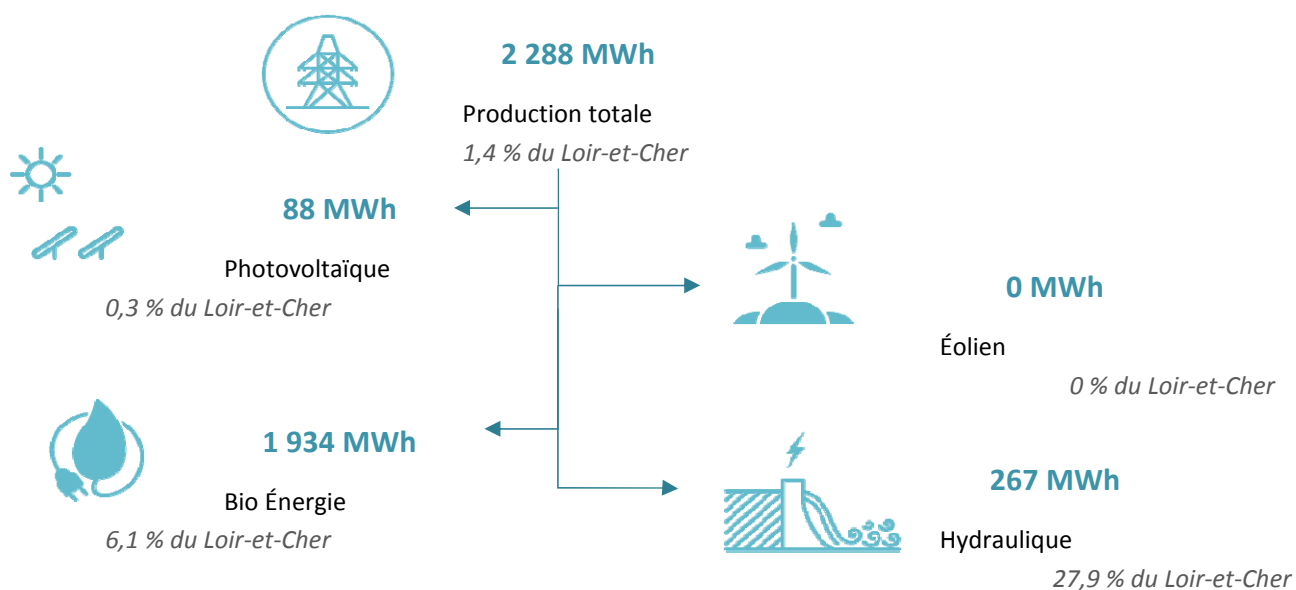 2 288 MWh
Production totale
1,4 % du Loir-et-Cher
88 MWh
Photovoltaïque
0,3 % du Loir-et-Cher
0 MWh
Éolien
0 % du Loir-et-Cher
1 934 MWh
Bio Énergie
6,1 % du Loir-et-Cher
267 MWh
Hydraulique
27,9 % du Loir-et-Cher